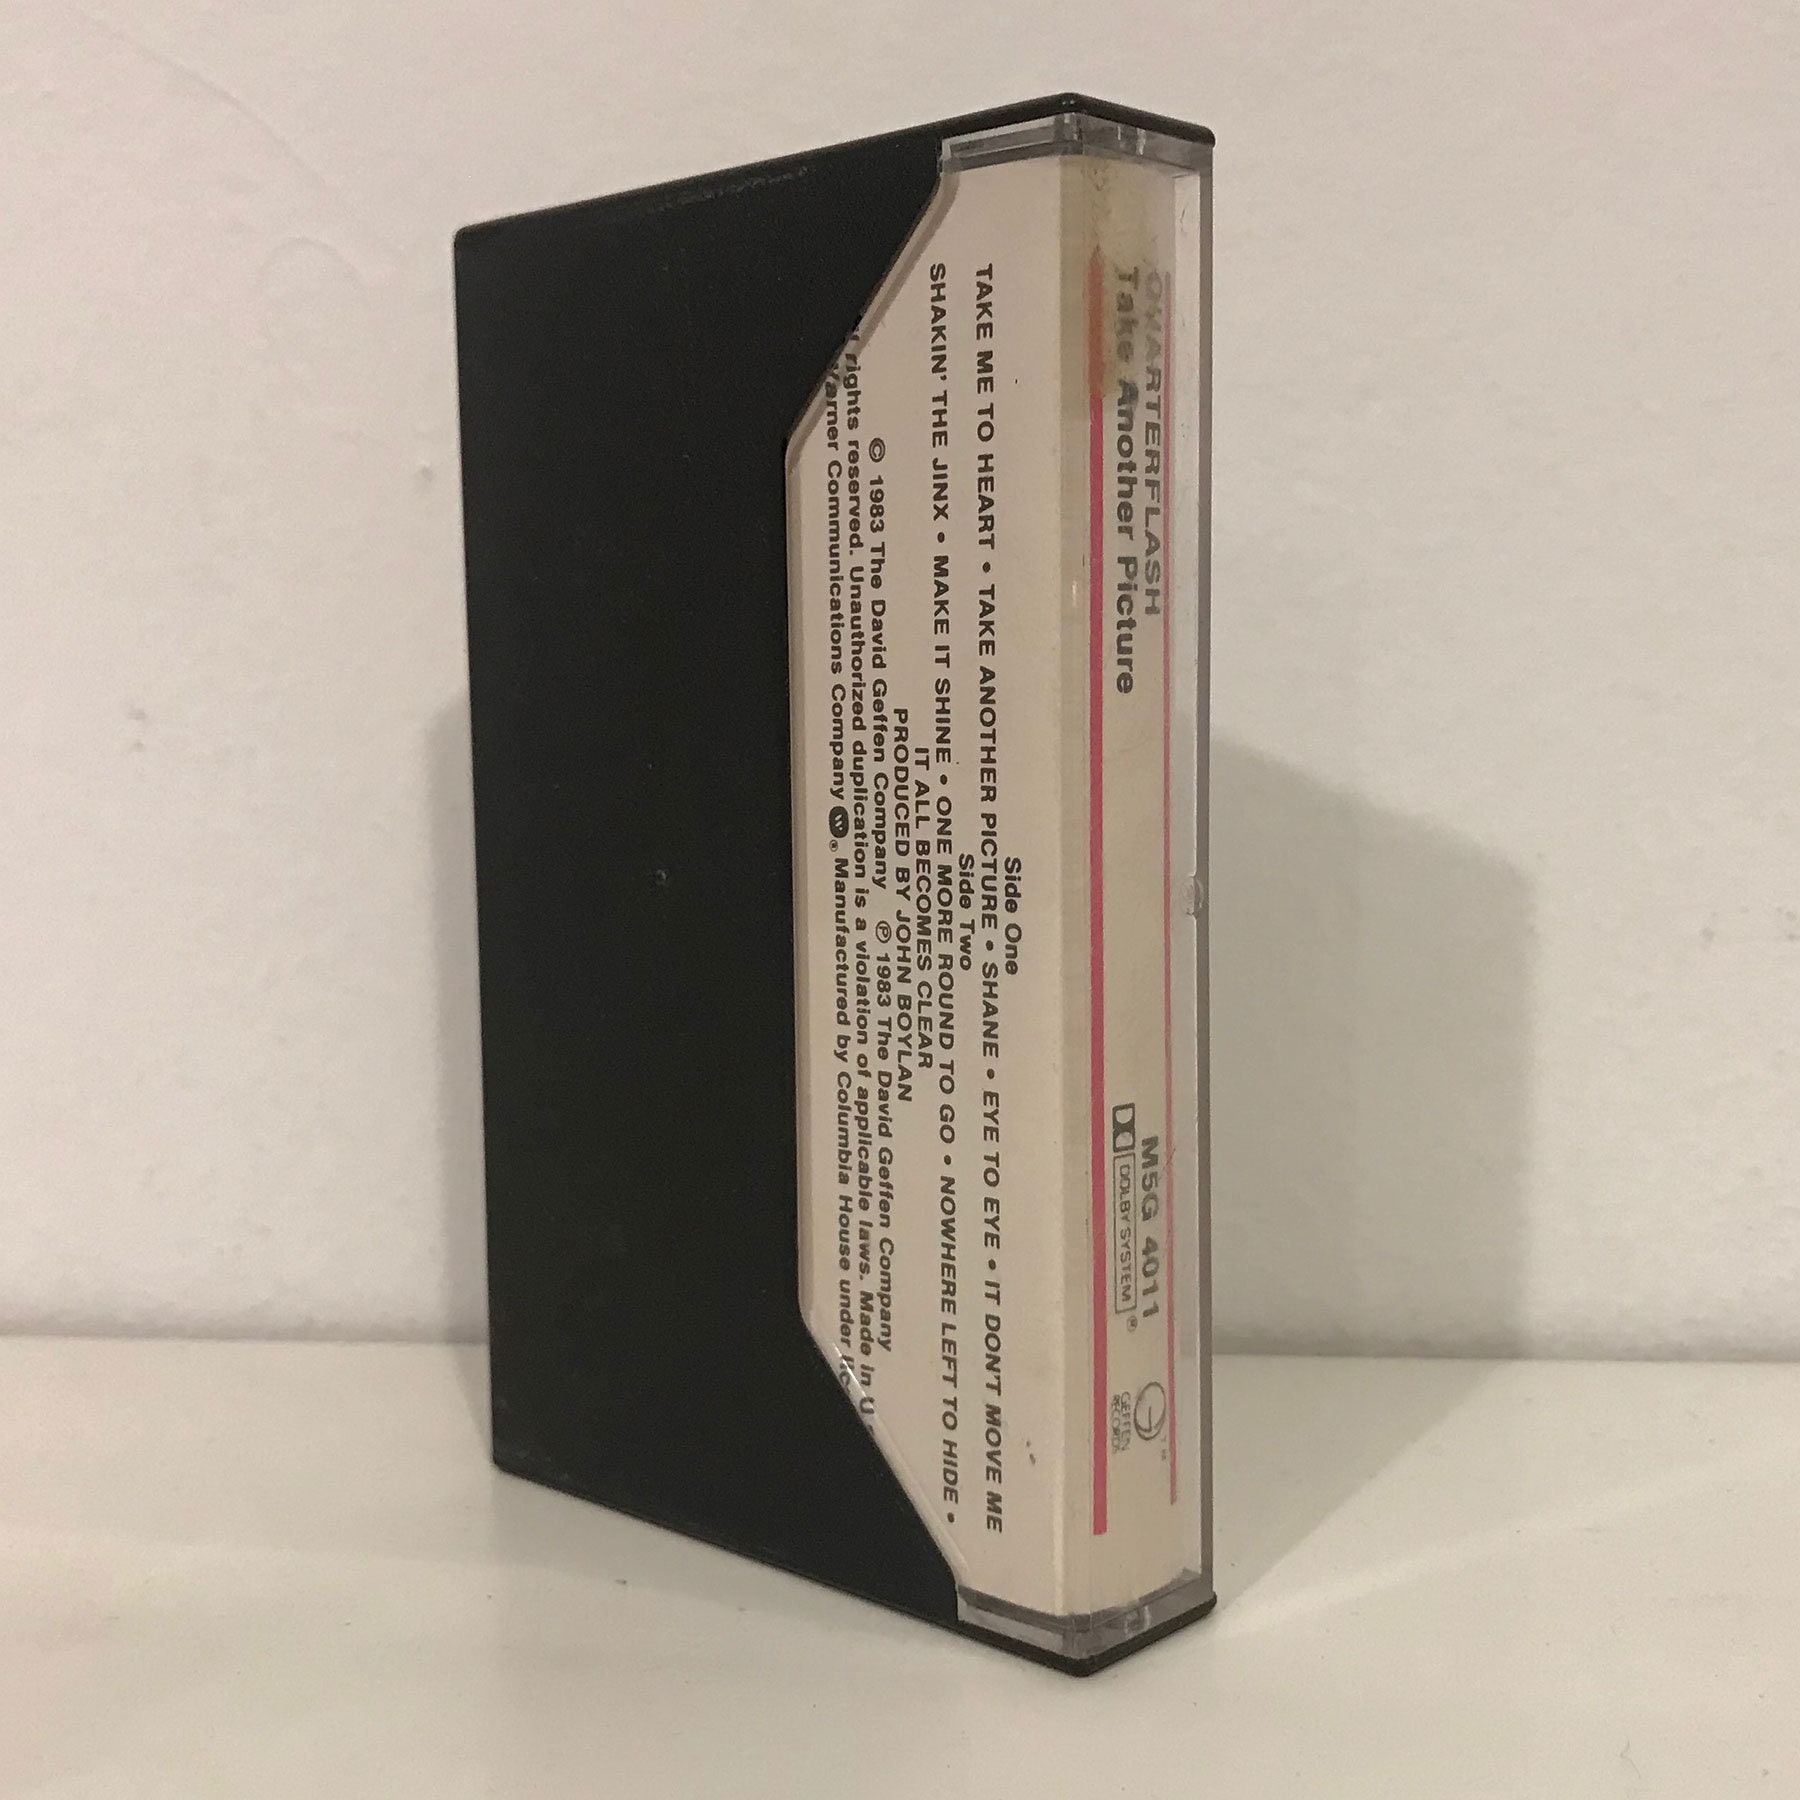 QUARTERFLASH
Take Another Picture
M5G 4011
DOLBY SYSTEM ®
GEFFEN
RECORDS
TM
Side One
TAKE ME TO HEART • TAKE ANOTHER PICTURE • SHANE • EYE TO EYE • IT DON'T MOVE ME
Side Two
SHAKIN' THE JINX • MAKE IT SHINE • ONE MORE ROUND TO GO • NOWHERE LEFT TO HIDE •
IT ALL BECOMES CLEAR
PRODUCED BY JOHN BOYLAN
© 1983 The David Geffen Company ℗ 1983 The David Geffen Company
rights reserved. Unauthorized duplication is a violation of applicable laws. Made in U
Warner Communications Company ®. Manufactured by Columbia House under